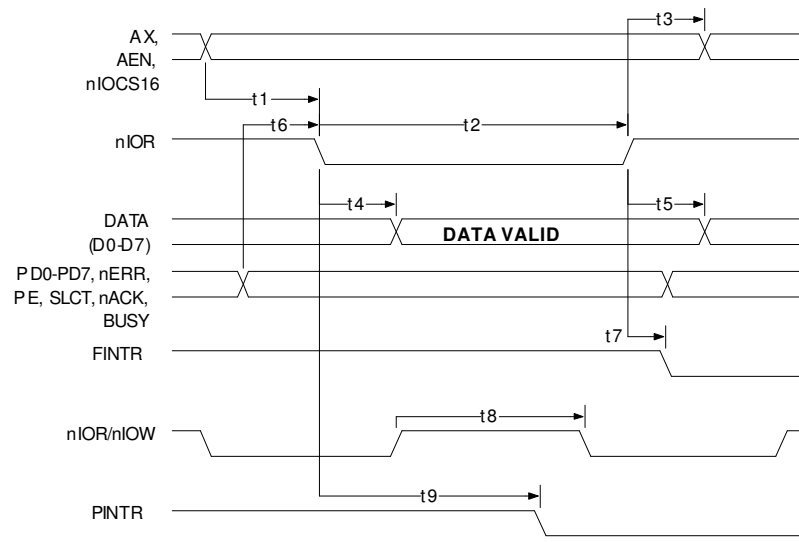 AX,
AEN,
nIOCS16
t3
t1
t6
t2
nIOR
t4
t5
DATA
(D0-D7)
DATA VALID
PD0-PD7, nERR,
PE, SLCT, nACK,
BUSY
t7
FINTR
t8
nIOR/nIOW
t9
PINTR